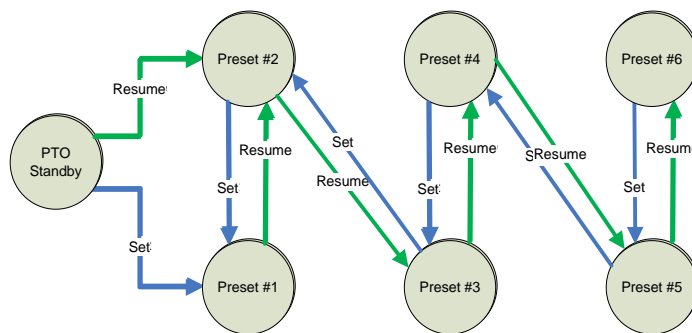 Preset #2
Preset #4
Preset #6
Resume
PTO
Standby
Set
Resume
Set
Resume
Set
Resume
Resume
Set
Resume
Set
Set
Preset #1
Preset #3
Preset #5